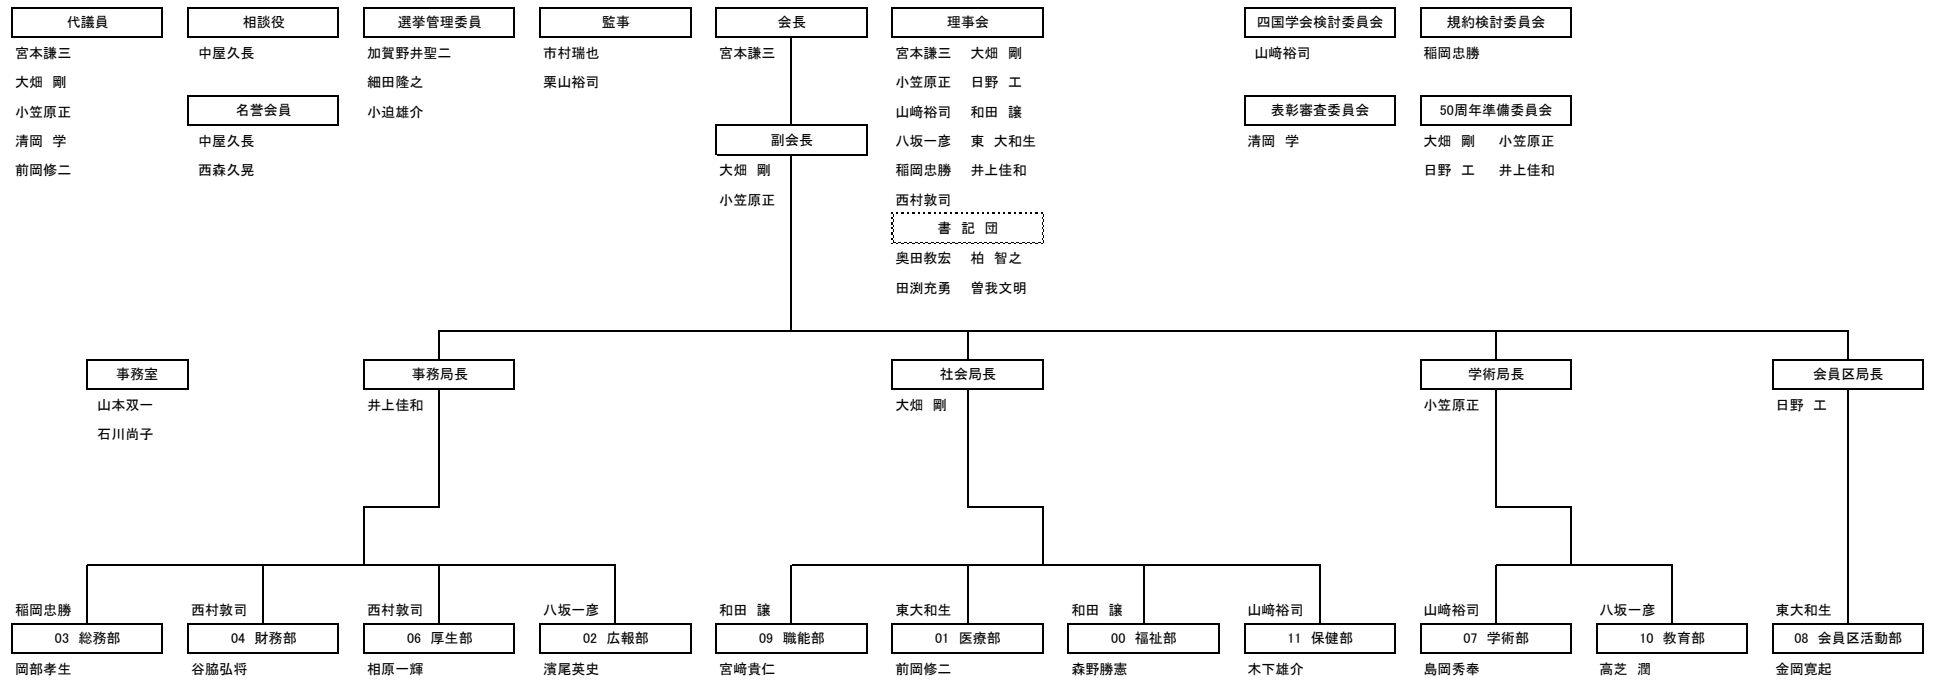 代議員 相談役 選挙管理委員 監事 会長 理事会 四国学会検討委員会 規約検討委員会
宮本謙三 中屋久長 加賀野井聖二 市村瑞也 宮本謙三 宮本謙三 大畑 剛 山﨑裕司 稲岡忠勝
大畑 剛 細田隆之 栗山裕司 小笠原正 日野 工
名誉会員 表彰審査委員会 50周年準備委員会
小笠原正 小迫雄介 山﨑裕司 和田 譲
副会長
清岡 学 中屋久長 八坂一彦 東 大和生 清岡 学 大畑 剛 小笠原正
前岡修二 西森久晃 大畑 剛 稲岡忠勝 井上佳和 日野 工 井上佳和
小笠原正 西村敦司
書 記 団
奥田教宏 柏 智之
田渕充勇 曽我文明
事務室 事務局長 社会局長 学術局長 会員区局長
山本双一 井上佳和 大畑 剛 小笠原正 日野 工
石川尚子
稲岡忠勝 西村敦司 西村敦司 八坂一彦 和田 譲 東大和生 和田 譲 山﨑裕司 山﨑裕司 八坂一彦 東大和生
03 総務部 04 財務部 06 厚生部 02 広報部 09 職能部 01 医療部 00 福祉部 11 保健部 07 学術部 10 教育部 08 会員区活動部
岡部孝生 谷脇弘将 相原一輝 濱尾英史 宮﨑貴仁 前岡修二 森野勝憲 木下雄介 島岡秀奉 高芝 潤 金岡寛起